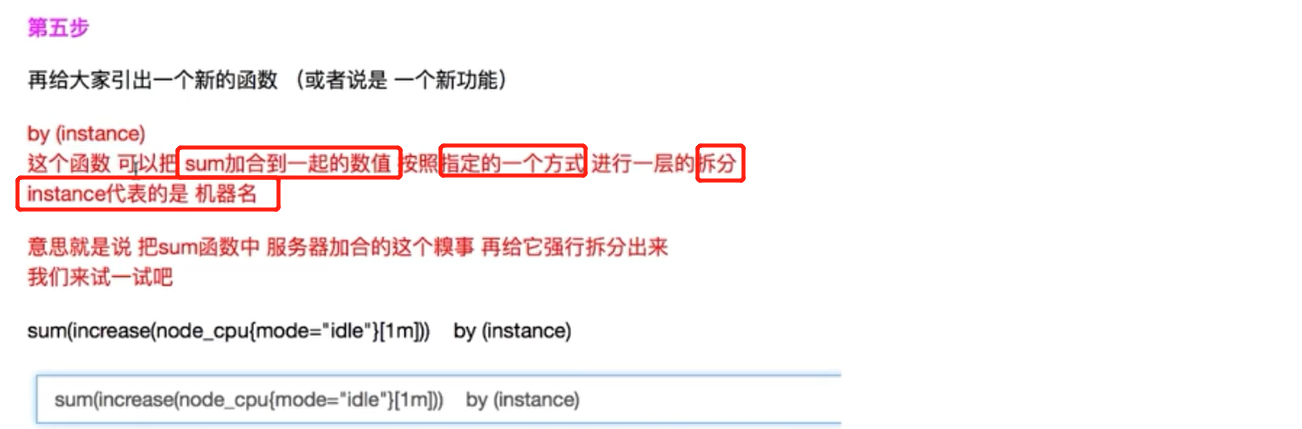 第五步
再给大家引出一个新的函数 （或者说是 一个新功能）
by (instance)
这个函数 可以把 sum加合到一起的数值 按照指定的一个方式 进行一层的拆分
instance代表的是 机器名
意思就是说 把sum函数中 服务器加合的这个糗事 再给它强行拆分出来
我们来试一试吧
sum(increase(node_cpu{mode="idle"}[1m])) by (instance)
sum(increase(node_cpu{mode="idle"}[1m])) by (instance)